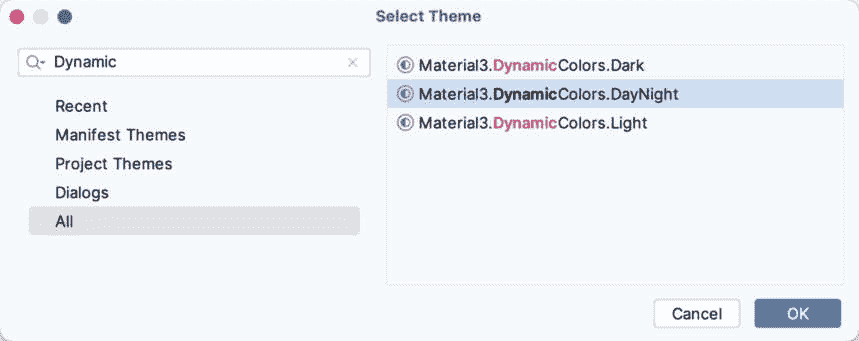 Select Theme
Dynamic
Recent
Manifest Themes
Project Themes
Dialogs
All
Material3.DynamicColors.Dark
Material3.DynamicColors.DayNight
Material3.DynamicColors.Light
Cancel
OK